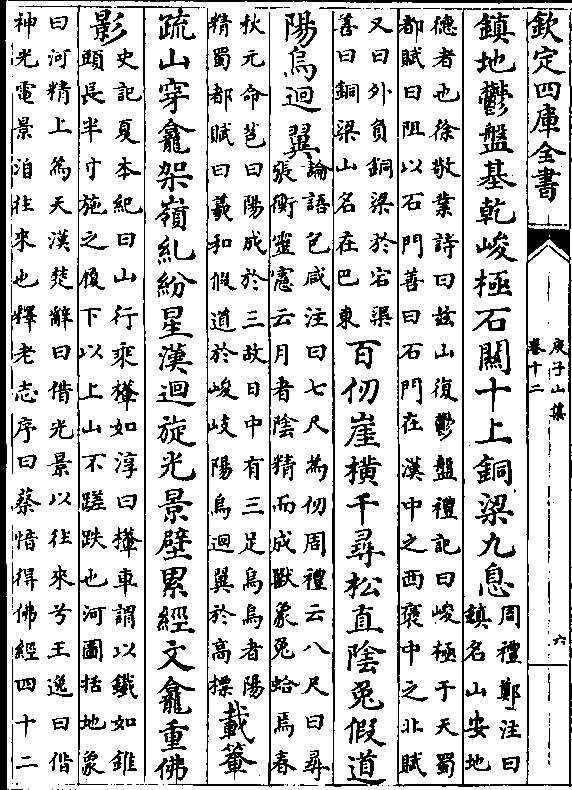 欽定四庫全書
庾子山集
卷十二
六
鎮地鬱盤基乾峻極石關十上銅梁九息周禮鄭注曰
鎮名山安地
德者也徐敬業詩曰茲山復鬱盤禮記曰峻極于天蜀
都賦曰阻以石門善曰石門在漢中之西褒中之北賦
又曰外負銅梁於宕渠
善曰銅梁山名在巴東百仞崖横千尋松直陰兎假道
論語包咸注曰七尺為仞周禮云八尺曰尋
陽烏迴翼張衡靈憲云月者陰精而成獸象兎蛤焉春
秋元命苞曰陽成於三故日中有三足烏烏者陽
精蜀都賦曰羲和假道於峻岐陽烏迴翼於高標載輂
疏山穿龕架嶺糺紛星漢迴旋光景壁累經文龕重佛
影史記夏本紀曰山行乘檋如淳曰檋車謂以鐵如錐
頭長半寸施之履下以上山不蹉跌也河圖括地象
曰河精上為天漢楚辭曰借光景以往來兮王逸曰偕
神光電景洎往來也釋老志序曰蔡愔得佛經四十二